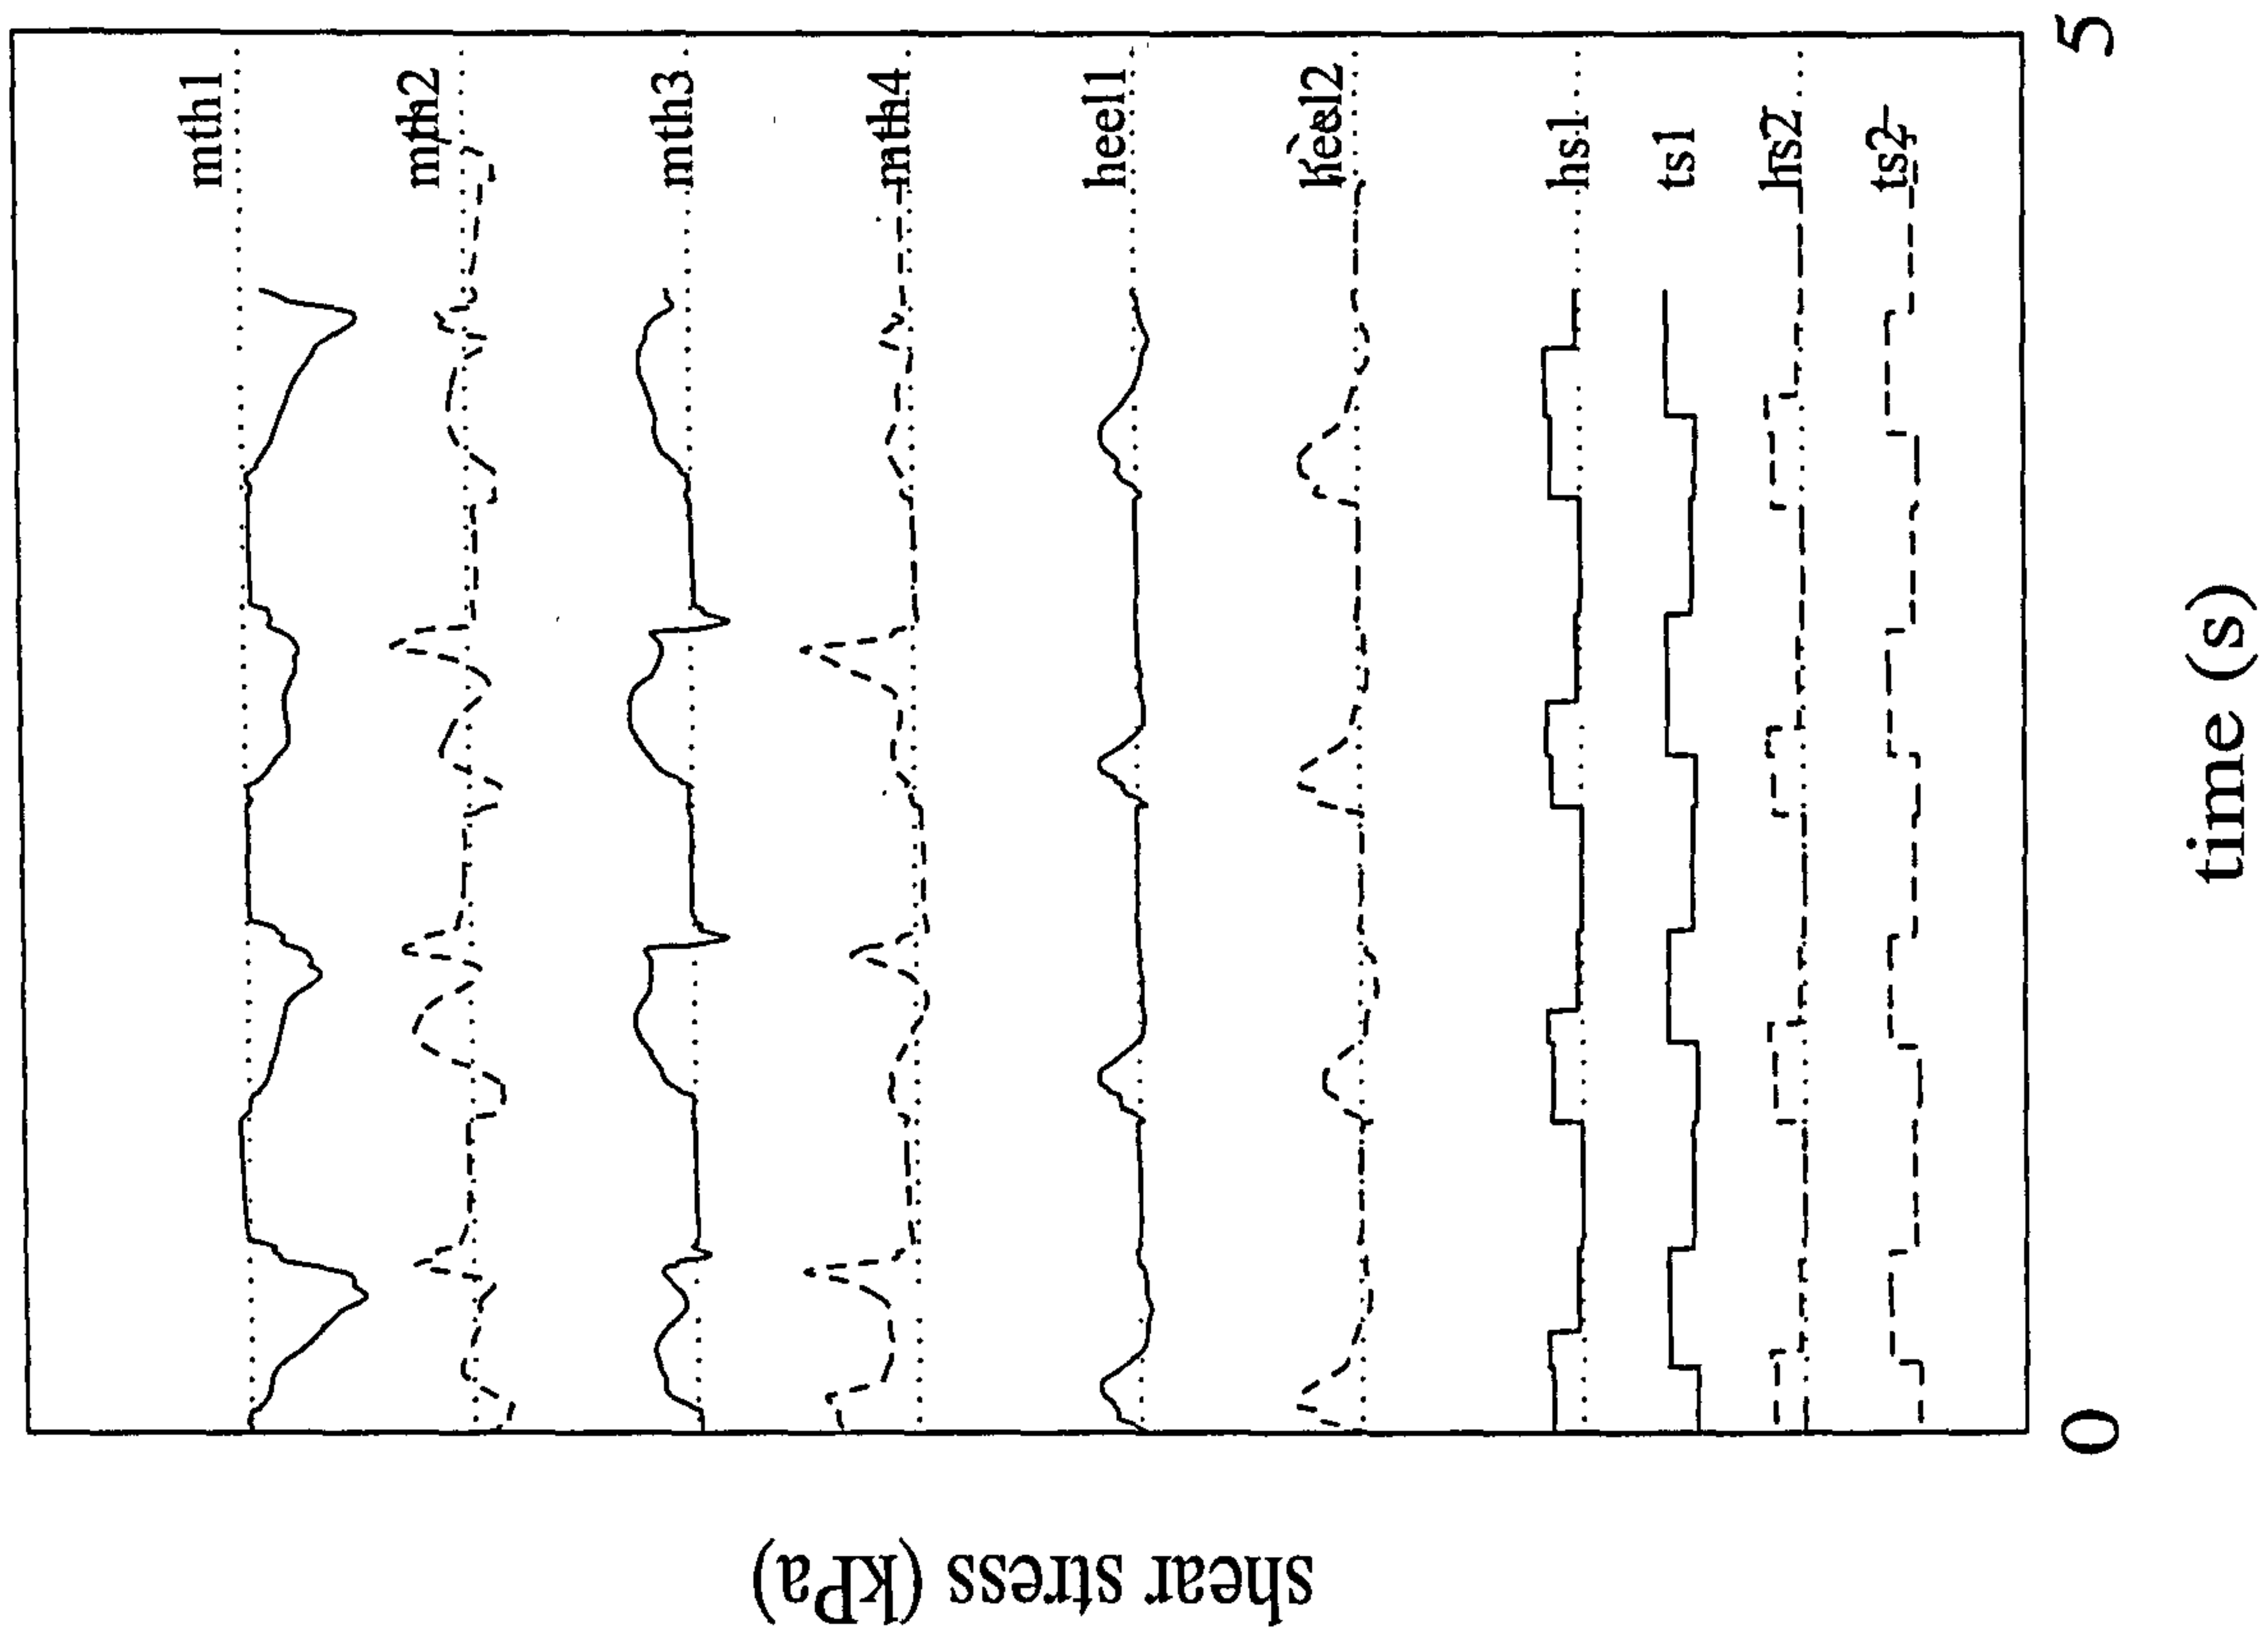 mth1
mth2
mth3
mth4
heel1
heel2
hs1
ts1
hs2
ts2
shear stress (kPa)
0
5
time (s)